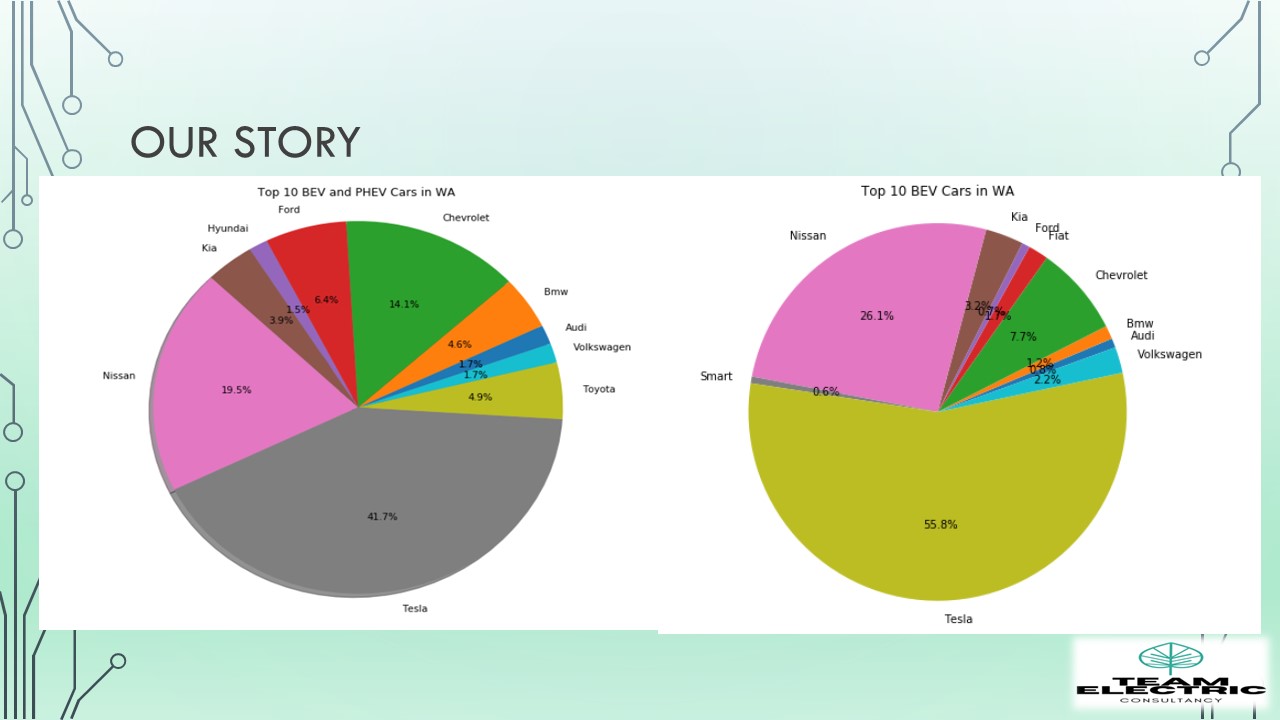 OUR STORY
Top 10 BEV and PHEV Cars in WA
Ford
Chevrolet
Hyundai
Kia
Bmw
Audi
Volkswagen
Toyota
Nissan
Tesla
6.4%
14.1%
1.5%
3.9%
4.6%
1.7%
1.7%
4.9%
19.5%
41.7%
Top 10 BEV Cars in WA
Kia
Ford
Fiat
Nissan
Chevrolet
Bmw
Audi
Volkswagen
Smart
Tesla
26.1%
3.2%
0.7%
1.7%
7.7%
1.2%
0.8%
2.2%
0.6%
55.8%
TEAM
ELECTRIC
CONSULTANCY